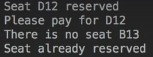 Seat D12 reserved
Please pay for D12
There is no seat B13
Seat already reserved